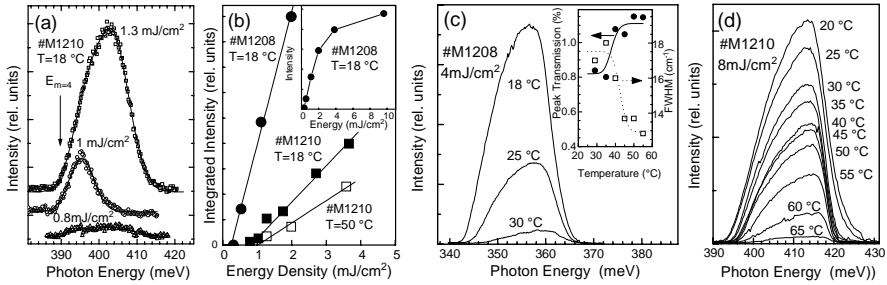 (a)
#M1210
T=18 °C
E m=4
1.3 mJ/cm²
1 mJ/cm²
0.8mJ/cm²
Intensity (rel. units)
390 400 410 420
Photon Energy (meV)
(b)
#M1208
T=18 °C
#M1208
T=18 °C
Intensity
0 2 4 6 8 10
Energy (mJ/cm²)
#M1210
T=18 °C
#M1210
T=50 °C
Integrated Intensity (rel. units)
0
0 1 2 3 4 5
Energy Density (mJ/cm²)
(c)
#M1208
4mJ/cm²
18 °C
25 °C
30 °C
Peak Transmission (%)
1.2
1.0
0.8
0.6
0.4
18
16
14
FWHM (cm⁻¹)
20 30 40 50 60
Temperature (°C)
Intensity (rel. units)
340 350 360 370 380
Photon Energy (meV)
(d)
#M1210
8mJ/cm²
20 °C
25 °C
30 °C
35 °C
40 °C
45 °C
50 °C
55 °C
60 °C
65 °C
Intensity (rel. units)
390 400 410 420 430
Photon Energy (meV)